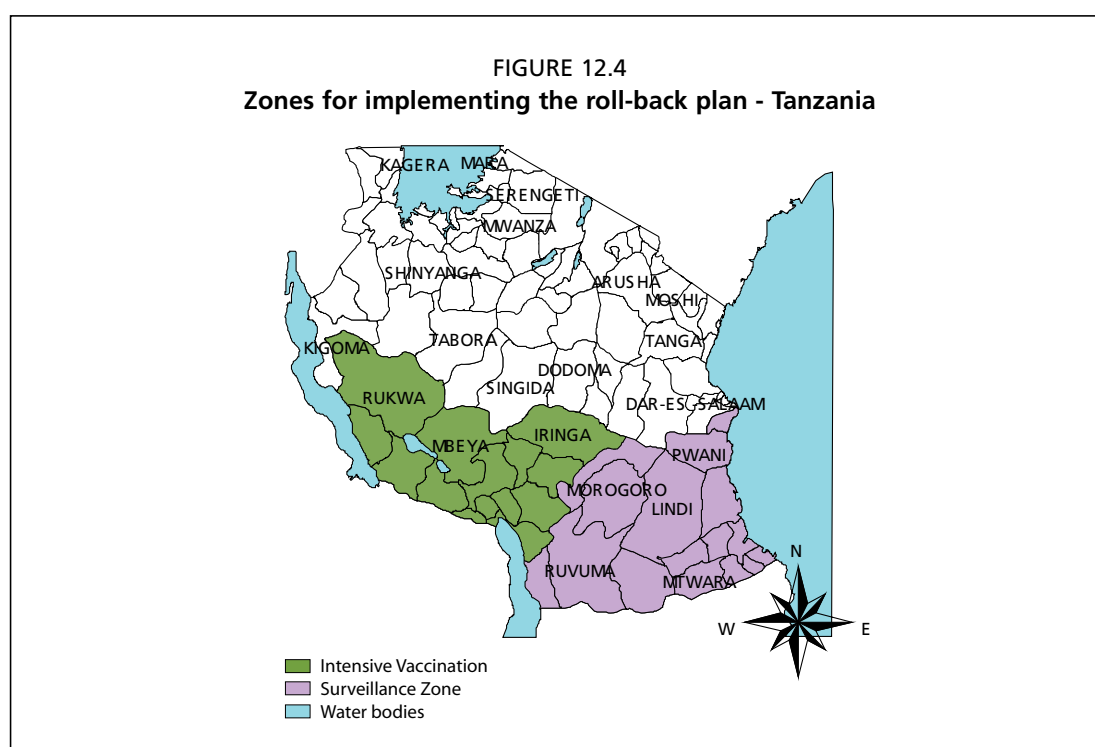 FIGURE 12.4
Zones for implementing the roll-back plan - Tanzania
KAGERA
MARA
SERENGETI
MWANZA
SHINYANGA
ARUSHA
MOSHI
KIGOMA
TABORA
TANGA
DODOMA
SINGIDA
RUKWA
DAR-ES-SALAAM
MBEYA
IRINGA
PWANI
MOROGORO
LINDI
RUVUMA
MTWARA
N
W
E
S
Intensive Vaccination
Surveillance Zone
Water bodies